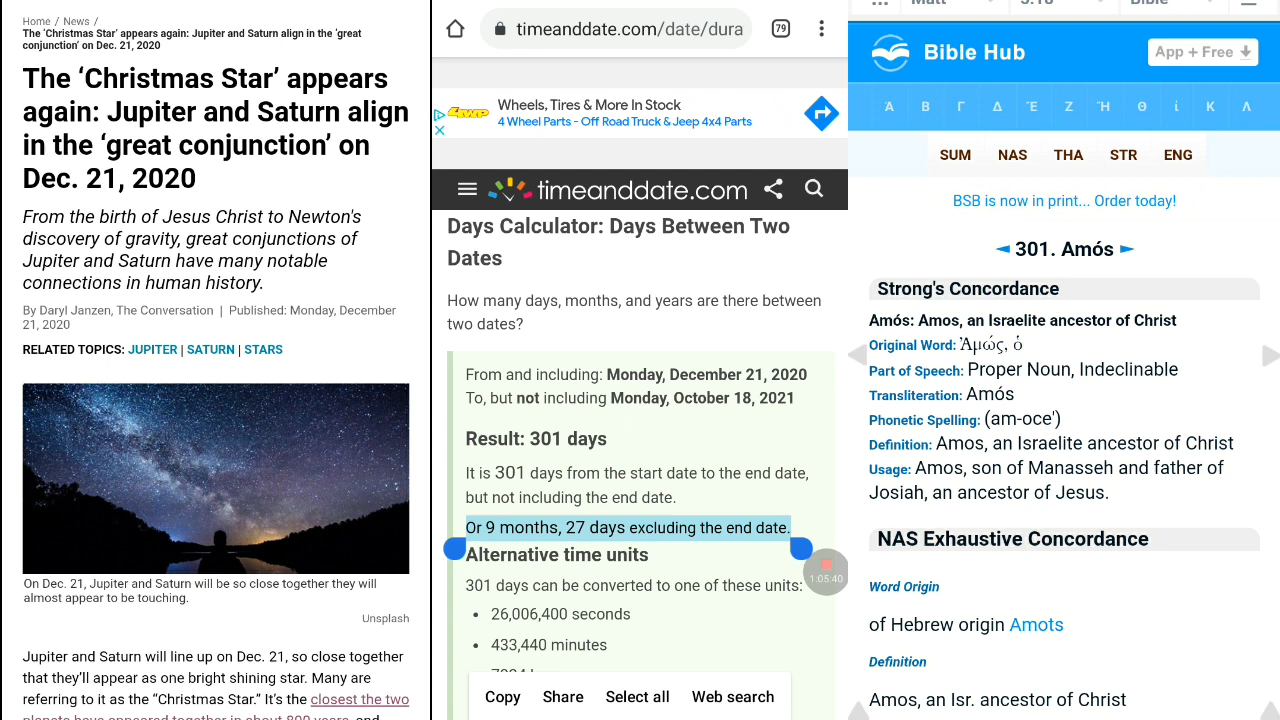 Home / News /
The ‘Christmas Star’ appears again: Jupiter and Saturn align in the ‘great
conjunction’ on Dec. 21, 2020
The ‘Christmas Star’ appears
again: Jupiter and Saturn align
in the ‘great conjunction’ on
Dec. 21, 2020
From the birth of Jesus Christ to Newton's
discovery of gravity, great conjunctions of
Jupiter and Saturn have many notable
connections in human history.
By Daryl Janzen, The Conversation | Published: Monday, December
21, 2020
RELATED TOPICS: JUPITER | SATURN | STARS
On Dec. 21, Jupiter and Saturn will be so close together they will
almost appear to be touching.
Unsplash
Jupiter and Saturn will line up on Dec. 21, so close together
that they’ll appear as one bright shining star. Many are
referring to it as the “Christmas Star.” It’s the closest the two
planets have appeared together in about 800 years, and
timeanddate.com/date/dura
79
Wheels, Tires & More In Stock
4 Wheel Parts - Off Road Truck & Jeep 4x4 Parts
timeanddate.com
Days Calculator: Days Between Two
Dates
How many days, months, and years are there between
two dates?
From and including: Monday, December 21, 2020
To, but not including Monday, October 18, 2021
Result: 301 days
It is 301 days from the start date to the end date,
but not including the end date.
Or 9 months, 27 days excluding the end date.
Alternative time units
1:05:40
301 days can be converted to one of these units:
• 26,006,400 seconds
• 433,440 minutes
Copy Share Select all Web search
Matt 5:18 Bible
Bible Hub
App + Free
Ἀ Β Γ Δ Ἐ Ζ Ἡ Θ ἰ Κ Λ
SUM NAS THA STR ENG
BSB is now in print... Order today!
◄ 301. Amós ►
Strong's Concordance
Amós: Amos, an Israelite ancestor of Christ
Original Word: Ἀμώς, ὁ
Part of Speech: Proper Noun, Indeclinable
Transliteration: Amós
Phonetic Spelling: (am-oce')
Definition: Amos, an Israelite ancestor of Christ
Usage: Amos, son of Manasseh and father of
Josiah, an ancestor of Jesus.
NAS Exhaustive Concordance
Word Origin
of Hebrew origin Amots
Definition
Amos, an Isr. ancestor of Christ